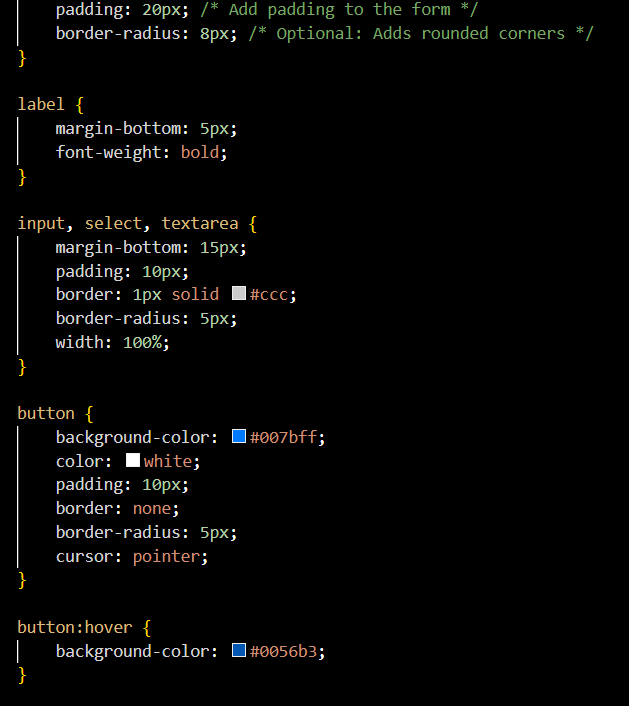 padding: 20px; /* Add padding to the form */
border-radius: 8px; /* Optional: Adds rounded corners */
}
label {
margin-bottom: 5px;
font-weight: bold;
}
input, select, textarea {
margin-bottom: 15px;
padding: 10px;
border: 1px solid #ccc;
border-radius: 5px;
width: 100%;
}
button {
background-color: #007bff;
color: white;
padding: 10px;
border: none;
border-radius: 5px;
cursor: pointer;
}
button:hover {
background-color: #0056b3;
}